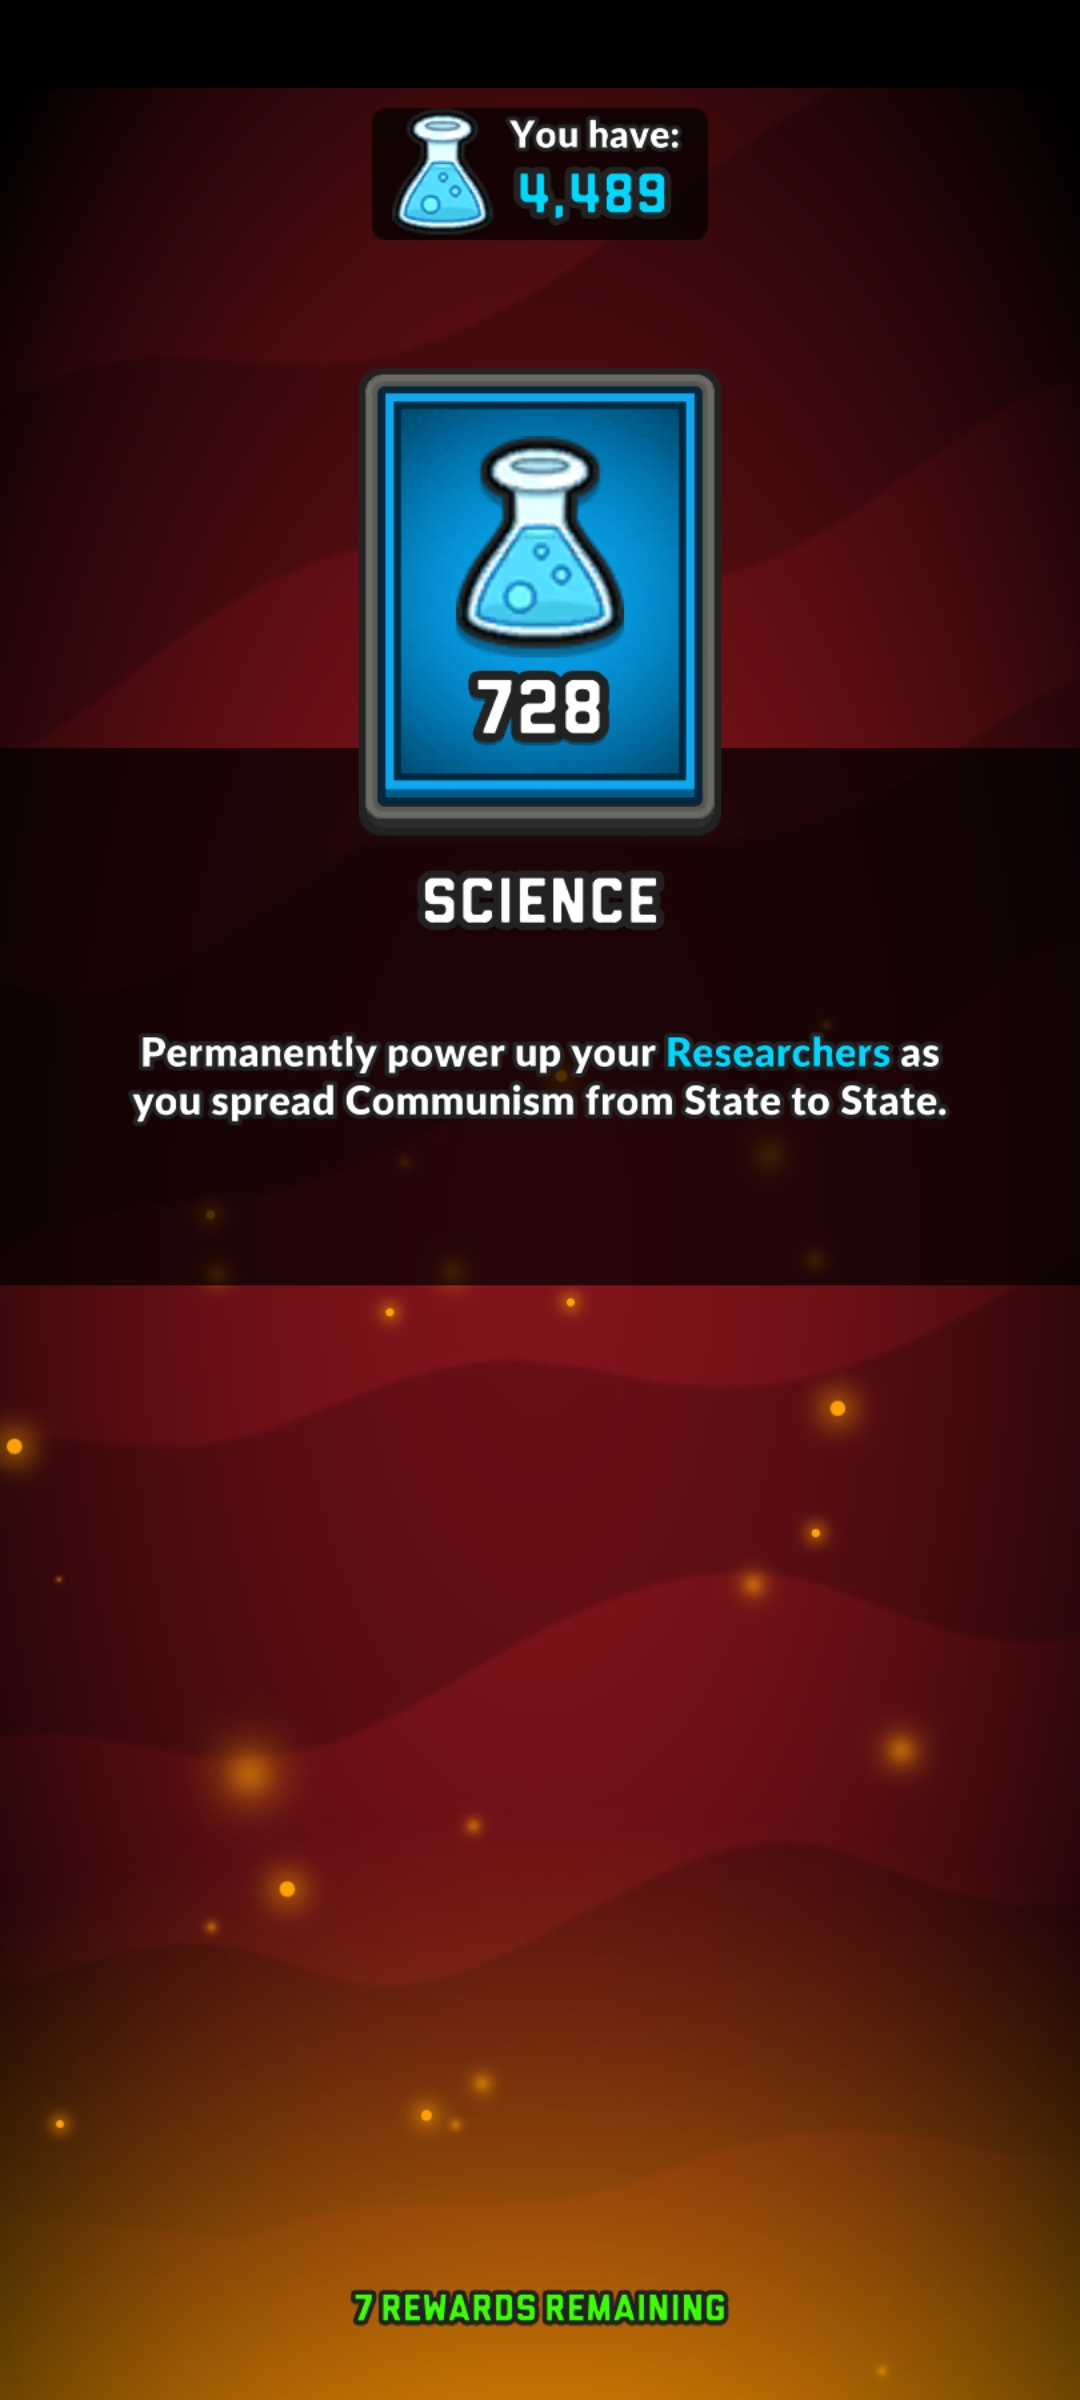 You have:
4,489
728
SCIENCE
Permanently power up your Researchers as
you spread Communism from State to State.
7 REWARDS REMAINING